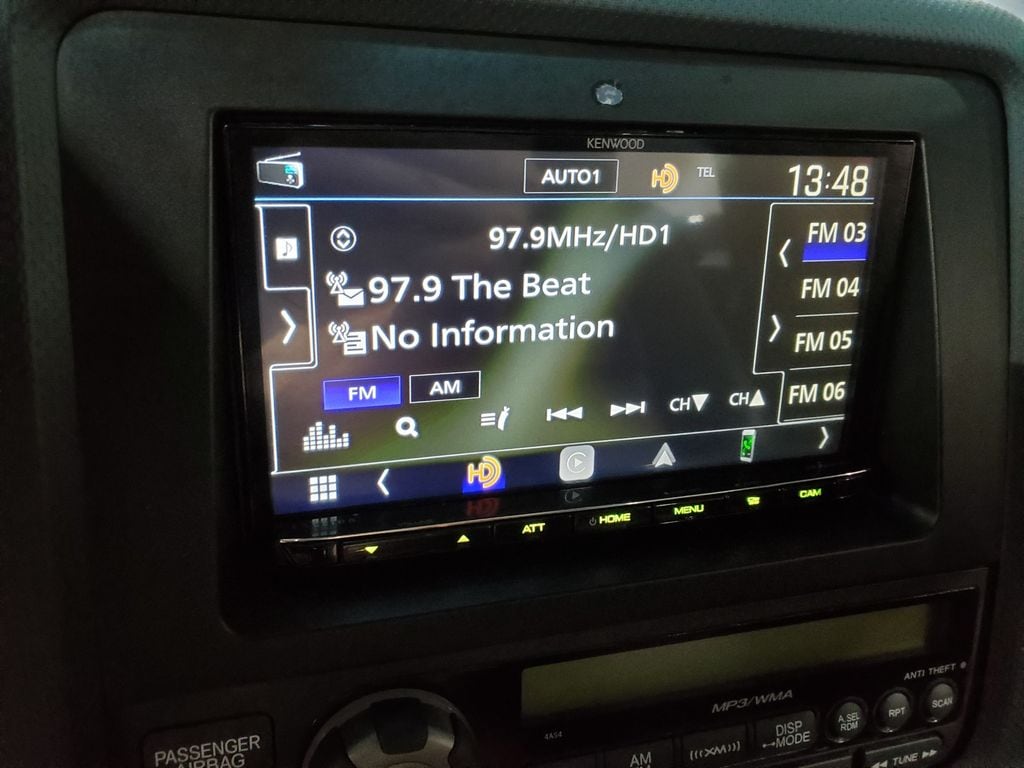 KENWOOD
AUTO1
HD
TEL
13:48
97.9MHz/HD1
FM 03
97.9 The Beat
FM 04
No Information
FM 05
FM AM
FM 06
CH▼ CH▲
HD
ATT HOME MENU CAM
ANTI THEFT
MP3/WMA
4AS4
PASSENGER
AIRBAG
AM
(((XM)))
DISP
MODE
A.SEL
RDM
RPT
SCAN
◀◀ TUNE ▶▶